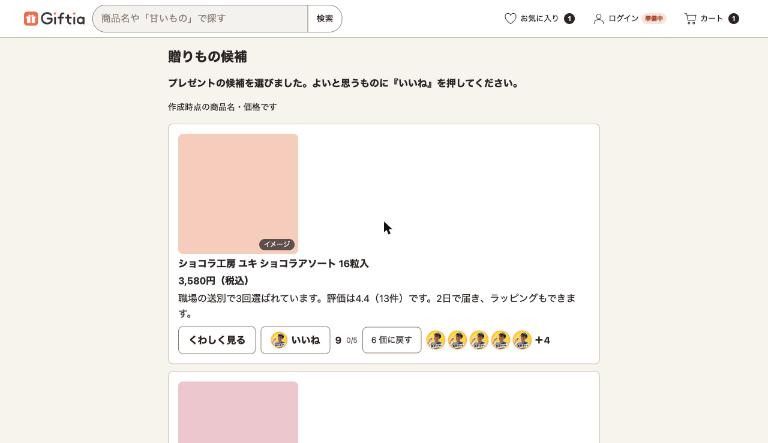 Giftia
商品名や「甘いもの」で探す
検索
お気に入り 1
ログイン 準備中
カート 1
贈りもの候補
プレゼントの候補を選びました。よいと思うものに『いいね』を押してください。
作成時点の商品名・価格です
イメージ
ショコラ工房 ユキ ショコラアソート 16粒入
3,580円（税込）
職場の送別で3回選ばれています。評価は4.4（13件）です。2日で届き、ラッピングもできま
す。
くわしく見る いいね 9 0/5 6 個に戻す +4